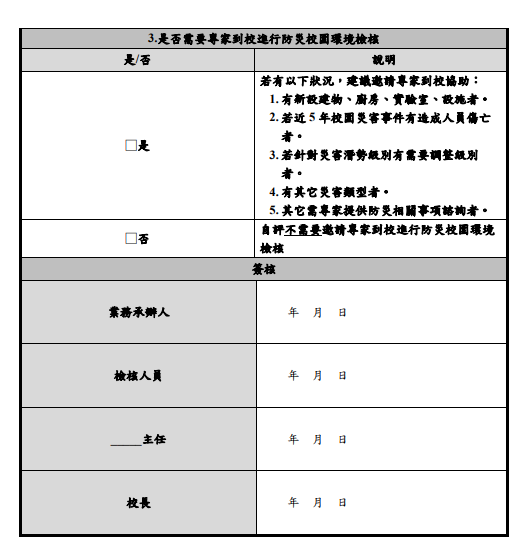 3.是否需要專家到校進行防災校園環境檢核
是/否 說明
□是
若有以下狀況，建議邀請專家到校協助：
1. 有新設建物、廚房、實驗室、設施者。
2. 若近 5 年校園災害事件有造成人員傷亡
者。
3. 若針對災害潛勢級別有需要調整級別
者。
4. 有其它災害類型者。
5. 其它需專家提供防災相關事項諮詢者。
□否
自評不需要邀請專家到校進行防災校園環境
檢核
簽核
業務承辦人 年 月 日
檢核人員 年 月 日
_____主任 年 月 日
校長 年 月 日